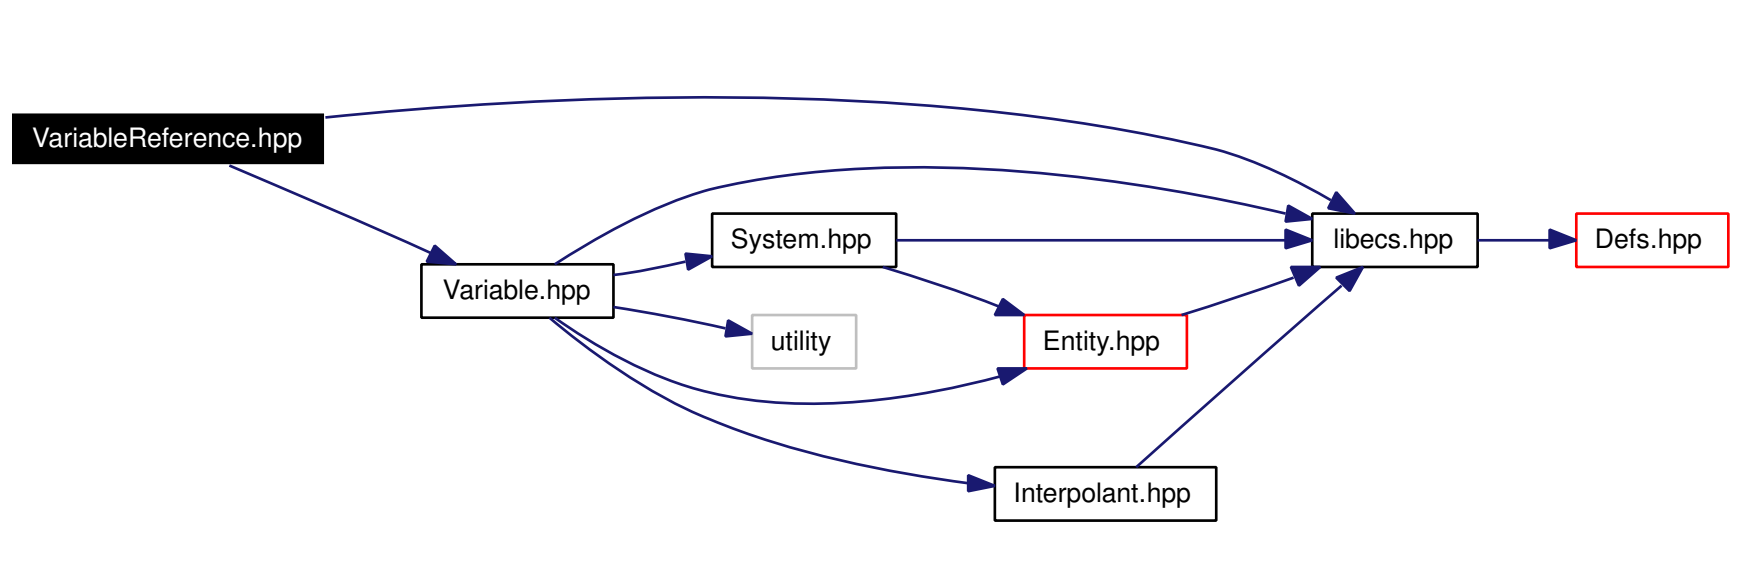 VariableReference.hpp
Variable.hpp
System.hpp
utility
Entity.hpp
Interpolant.hpp
libecs.hpp
Defs.hpp